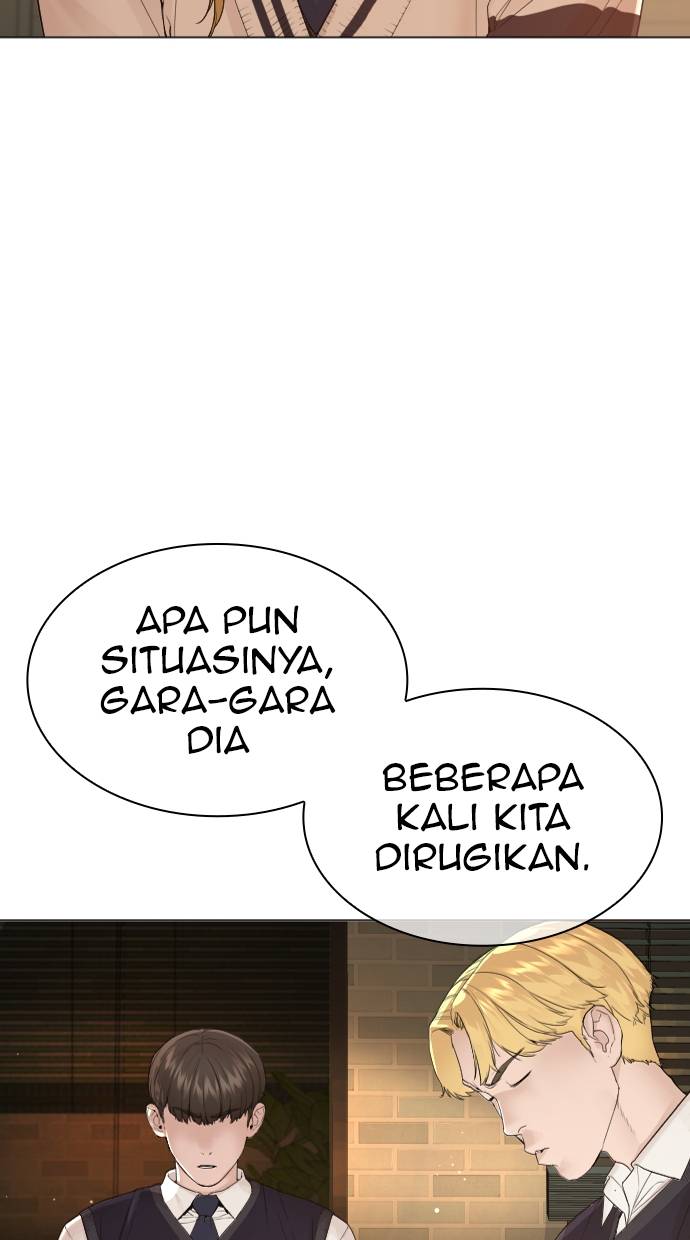 APA PUN
SITUASINYA,
GARA-GARA
DIA
BEBERAPA
KALI KITA
DIRUGIKAN.